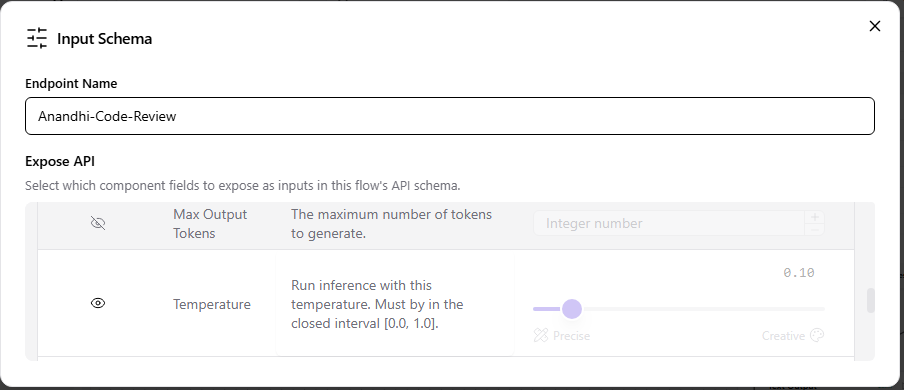 Input Schema
Endpoint Name
Anandhi-Code-Review
Expose API
Select which component fields to expose as inputs in this flow's API schema.
Max Output
Tokens
The maximum number of tokens
to generate.
Integer number
0.10
Temperature
Run inference with this
temperature. Must by in the
closed interval [0.0, 1.0].
Precise
Creative